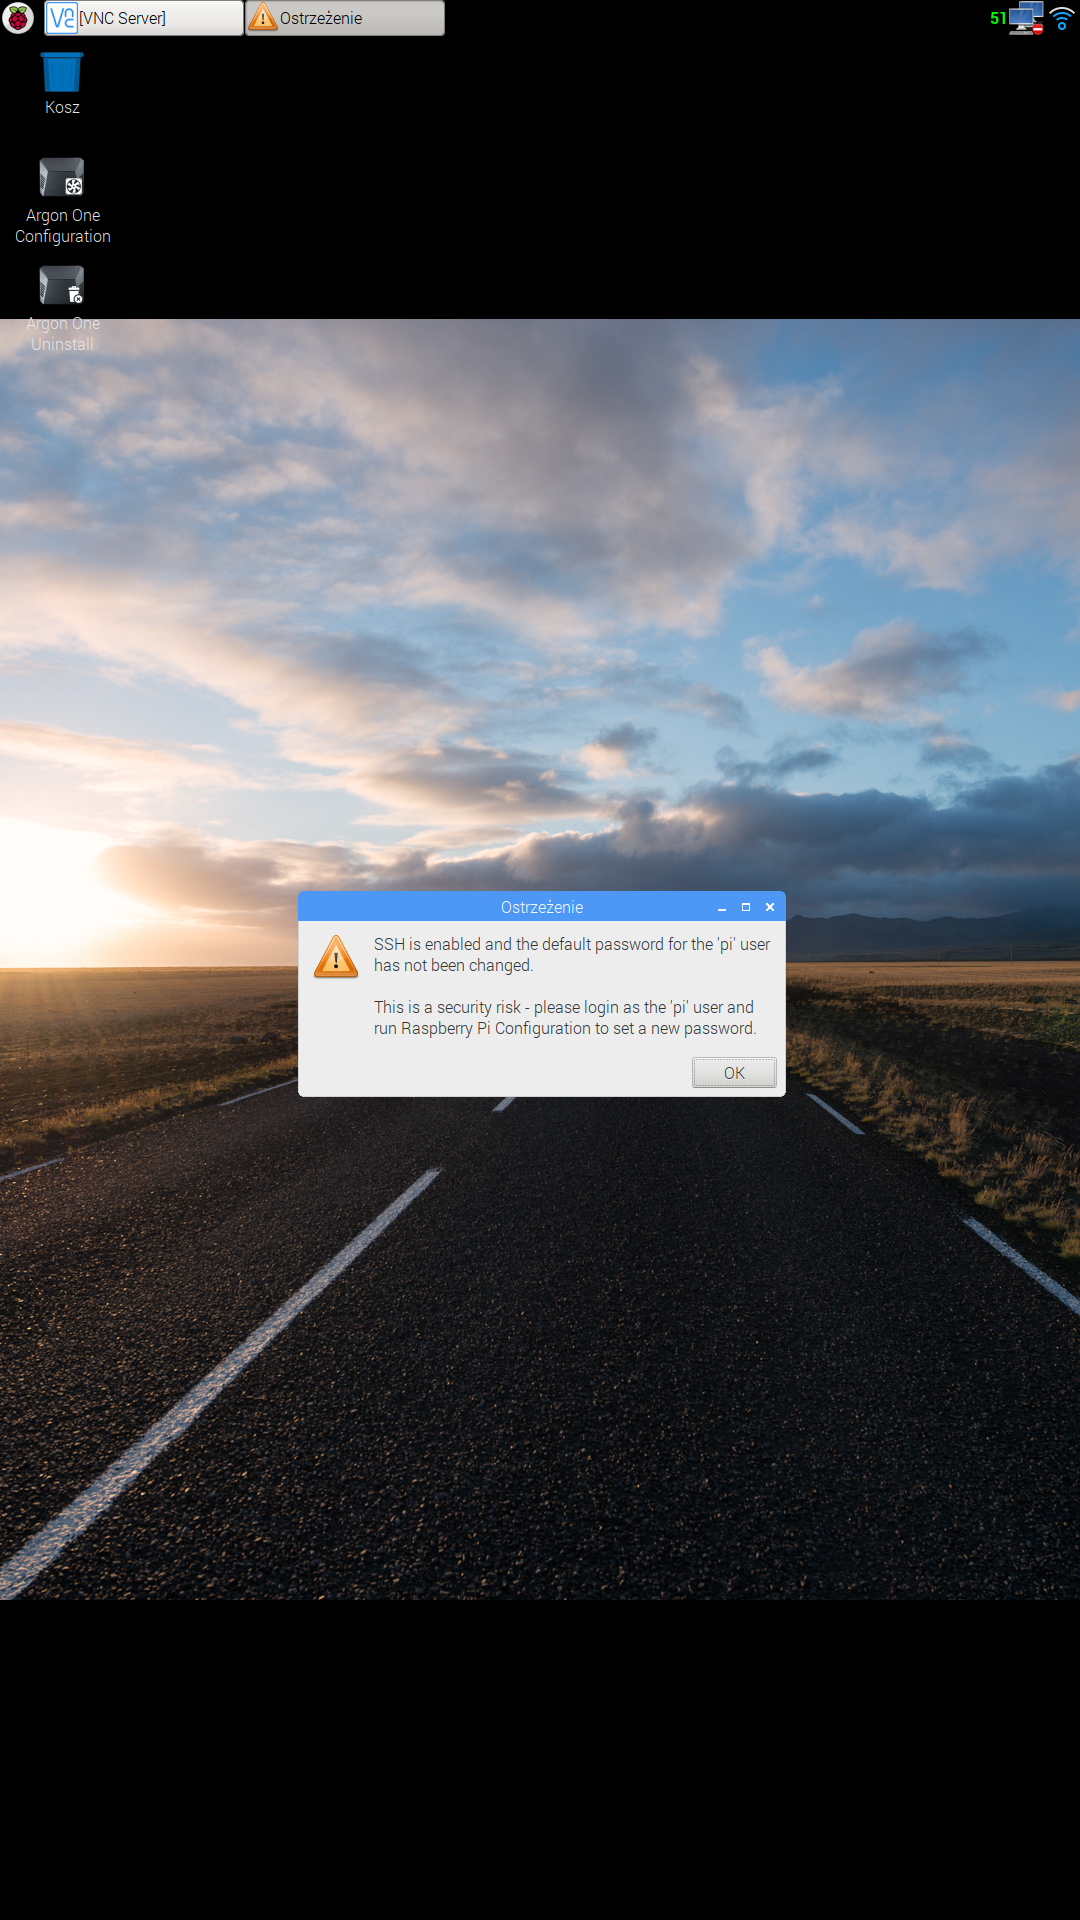 [VNC Server]
Ostrzeżenie
51
Kosz
Argon One
Configuration
Argon One
Uninstall
Ostrzeżenie
SSH is enabled and the default password for the 'pi' user
has not been changed.
This is a security risk - please login as the 'pi' user and
run Raspberry Pi Configuration to set a new password.
OK